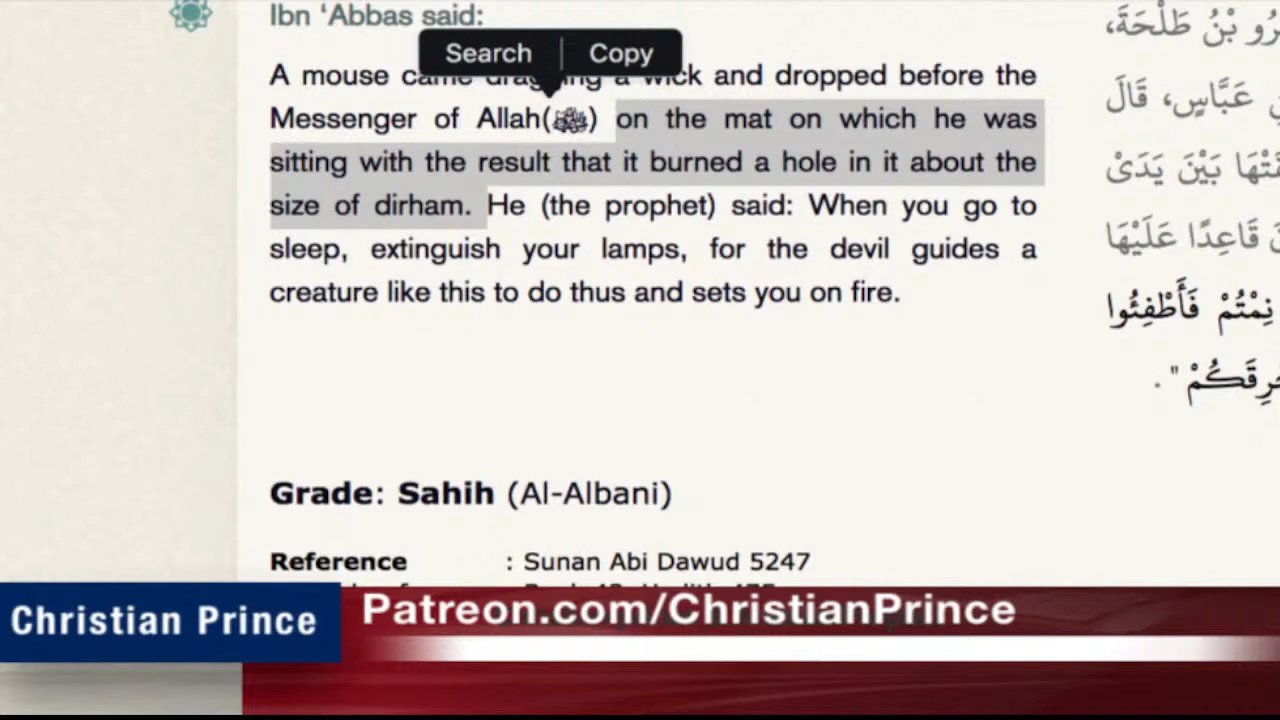 Ibn ‘Abbas said:
Search | Copy
A mouse came dragging a wick and dropped before the
Messenger of Allah(ﷺ) on the mat on which he was
sitting with the result that it burned a hole in it about the
size of dirham. He (the prophet) said: When you go to
sleep, extinguish your lamps, for the devil guides a
creature like this to do thus and sets you on fire.
رُو بْنُ طَلْحَةَ،
عَبَّاسٍ، قَالَ
بَيْنَ يَدَىْ
قَاعِدًا عَلَيْهَا
نِمْتُمْ فَأَطْفِئُوا
" .
Grade: Sahih (Al-Albani)
Reference : Sunan Abi Dawud 5247
Christian Prince
Patreon.com/ChristianPrince